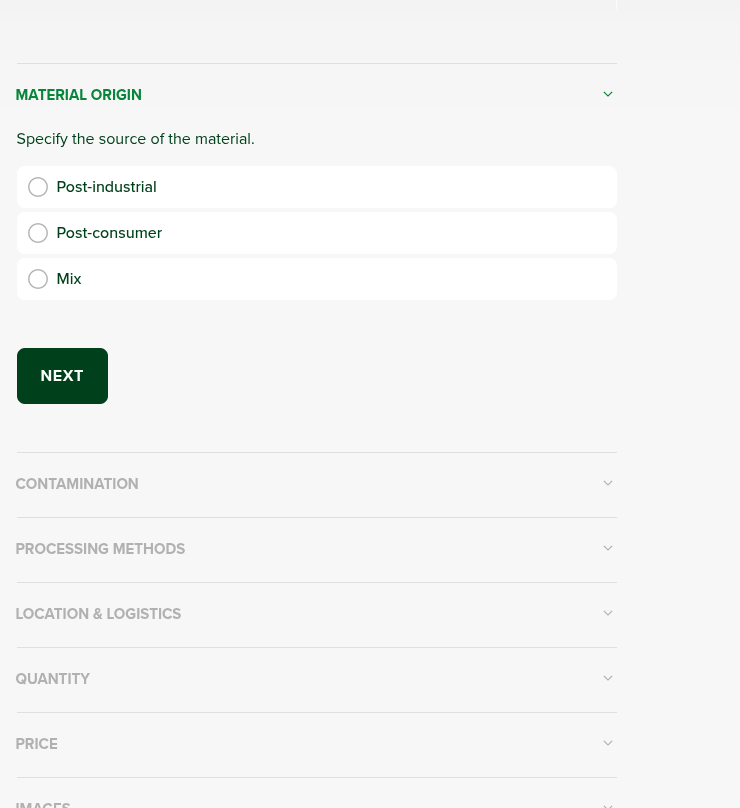 MATERIAL ORIGIN
Specify the source of the material.
Post-industrial
Post-consumer
Mix
NEXT
CONTAMINATION
PROCESSING METHODS
LOCATION & LOGISTICS
QUANTITY
PRICE
IMAGES